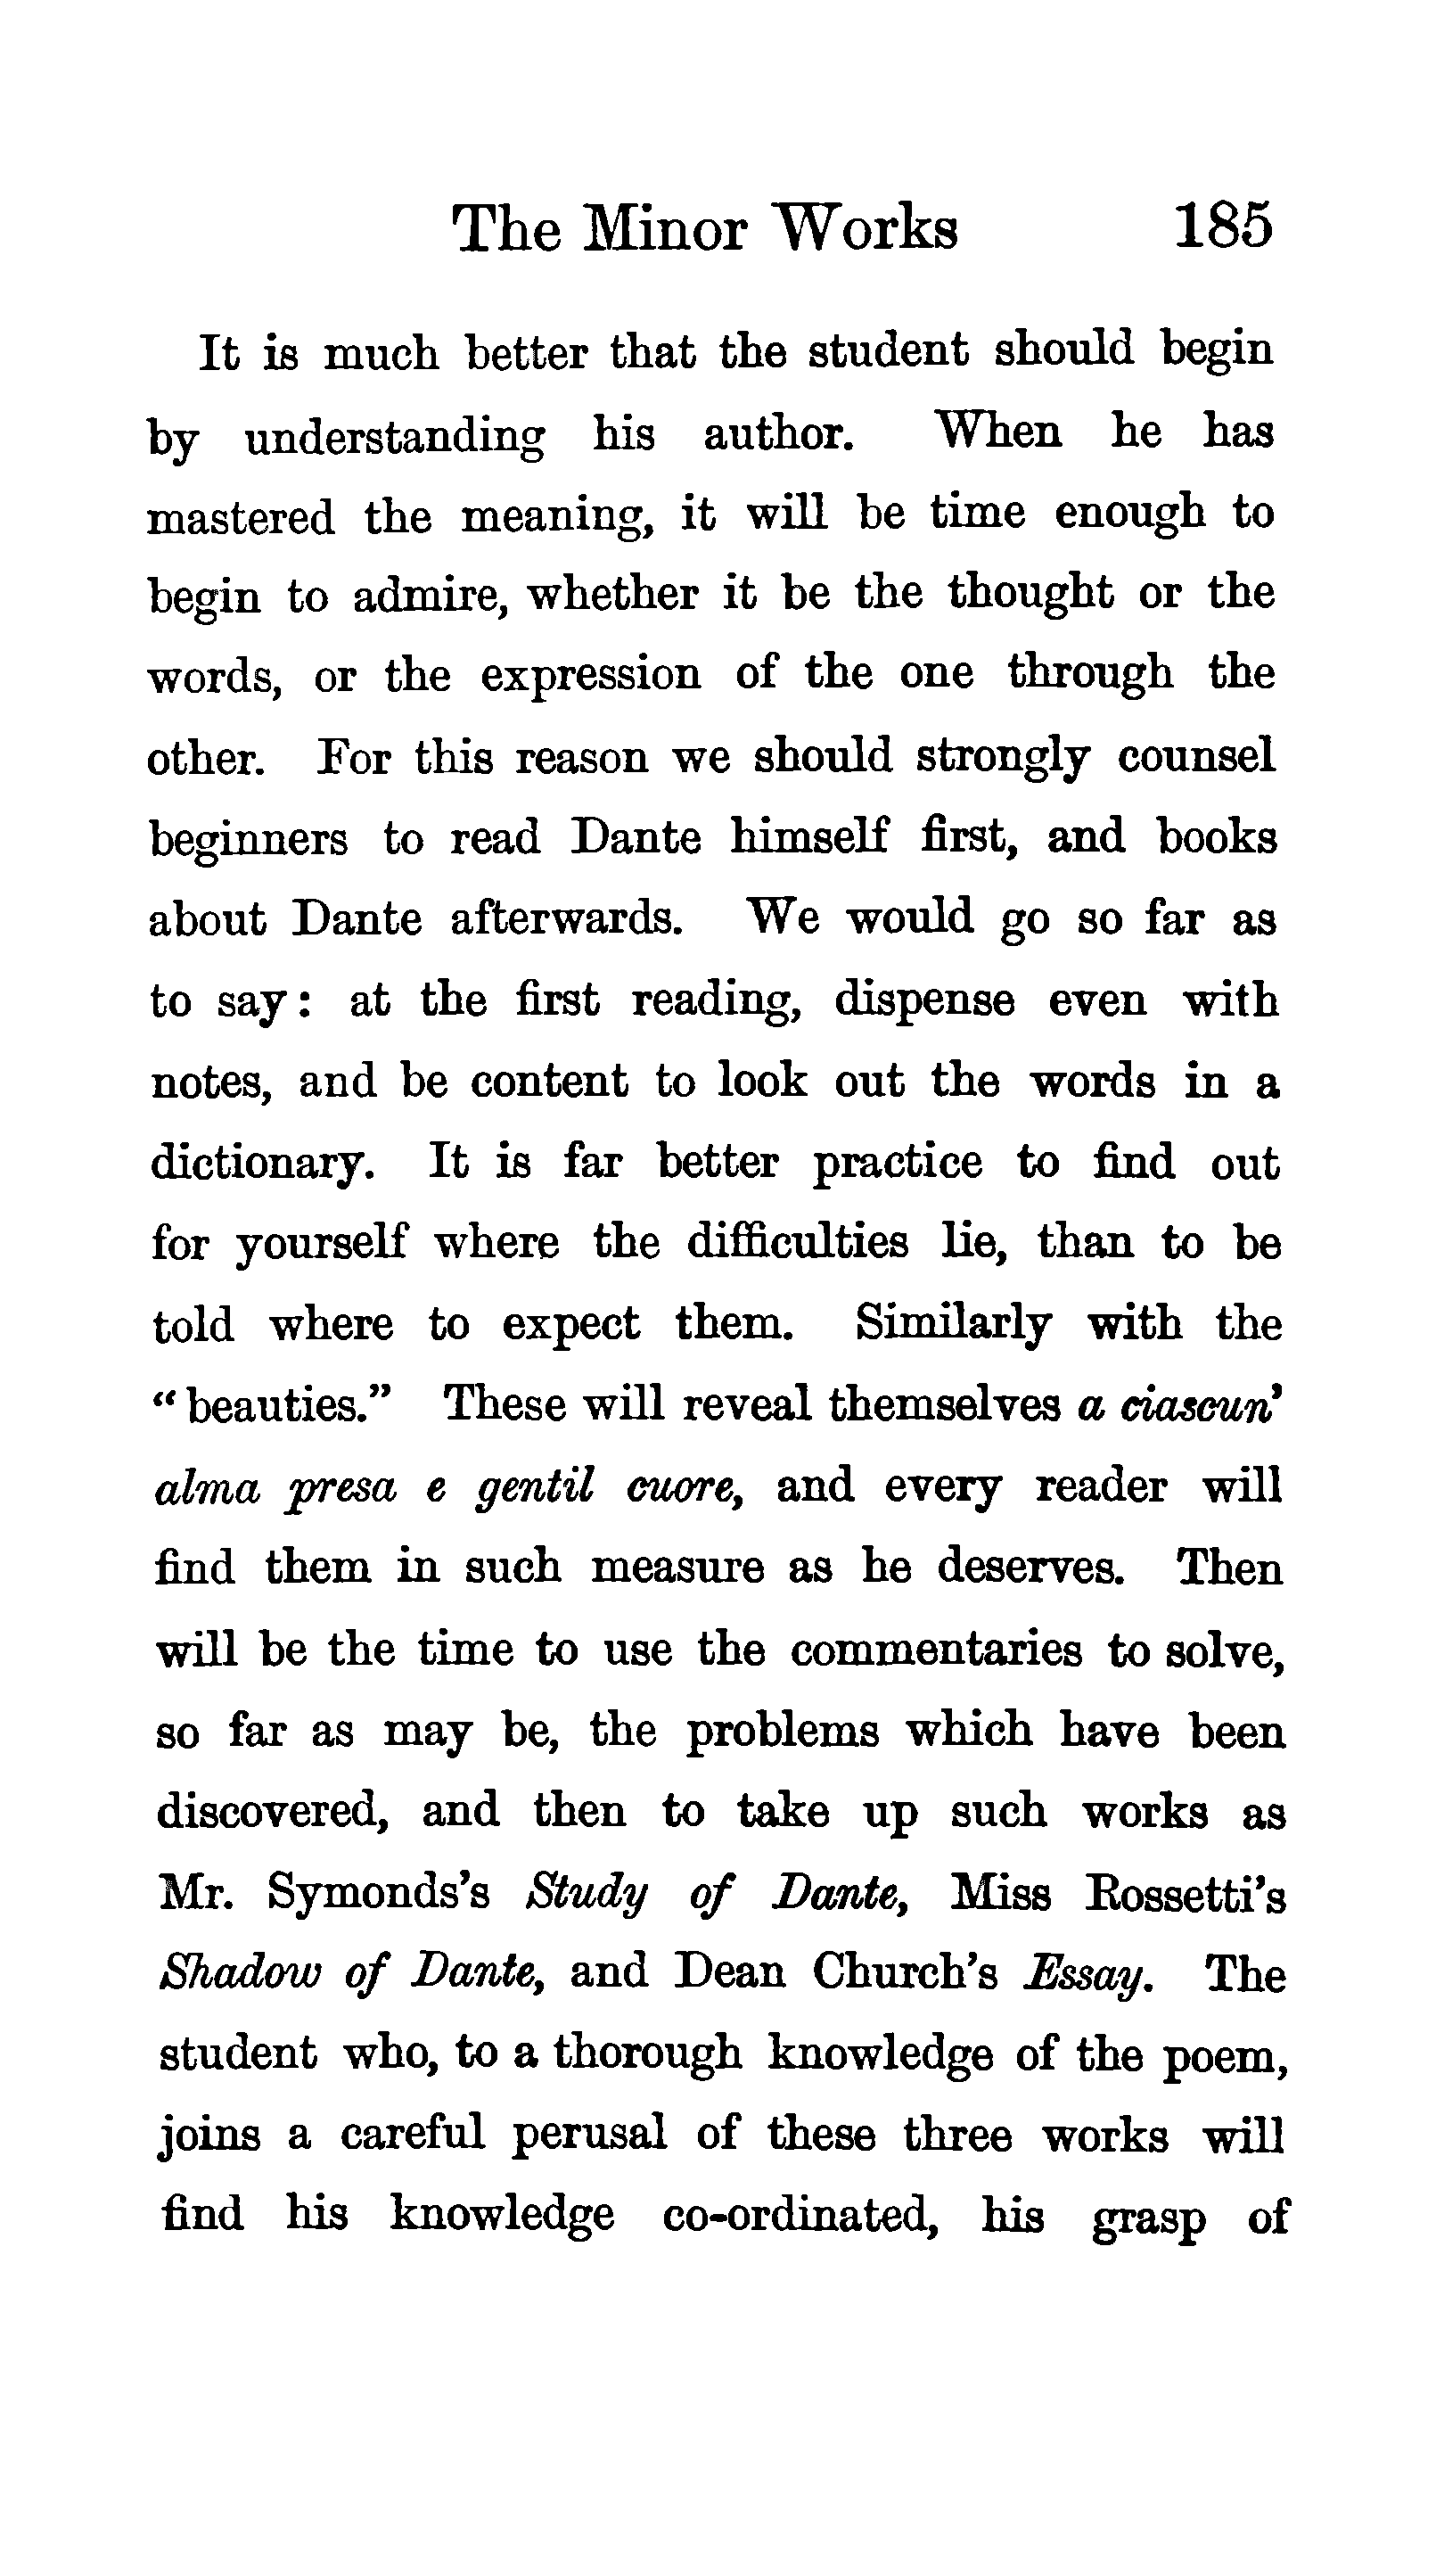 The Minor Works 185
It is much better that the student should begin
by understanding his author. When he has
mastered the meaning, it will be time enough to
begin to admire, whether it be the thought or the
words, or the expression of the one through the
other. For this reason we should strongly counsel
beginners to read Dante himself first, and books
about Dante afterwards. We would go so far as
to say: at the first reading, dispense even with
notes, and be content to look out the words in a
dictionary. It is far better practice to find out
for yourself where the difficulties lie, than to be
told where to expect them. Similarly with the
“beauties.” These will reveal themselves a ciascun’
alma presa e gentil cuore, and every reader will
find them in such measure as he deserves. Then
will be the time to use the commentaries to solve,
so far as may be, the problems which have been
discovered, and then to take up such works as
Mr. Symonds’s Study of Dante, Miss Rossetti’s
Shadow of Dante, and Dean Church’s Essay. The
student who, to a thorough knowledge of the poem,
joins a careful perusal of these three works will
find his knowledge co-ordinated, his grasp of